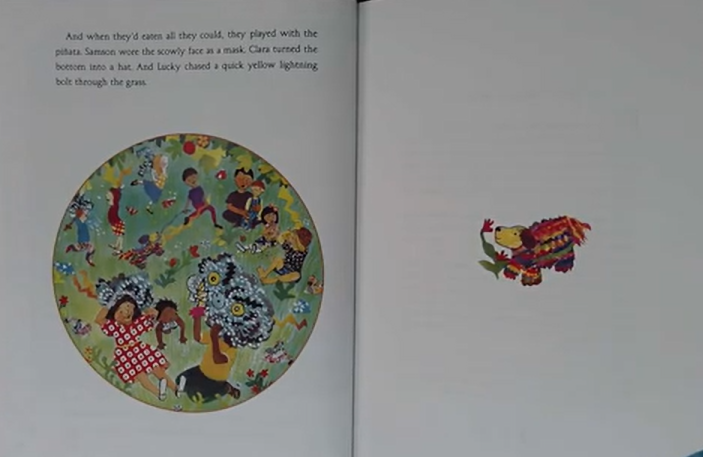 And when they'd eaten all they could, they played with the
piñata. Samson wore the scowly face as a mask. Clara turned the
bottom into a hat. And Lucky chased a quick yellow lightning
bolt through the grass.